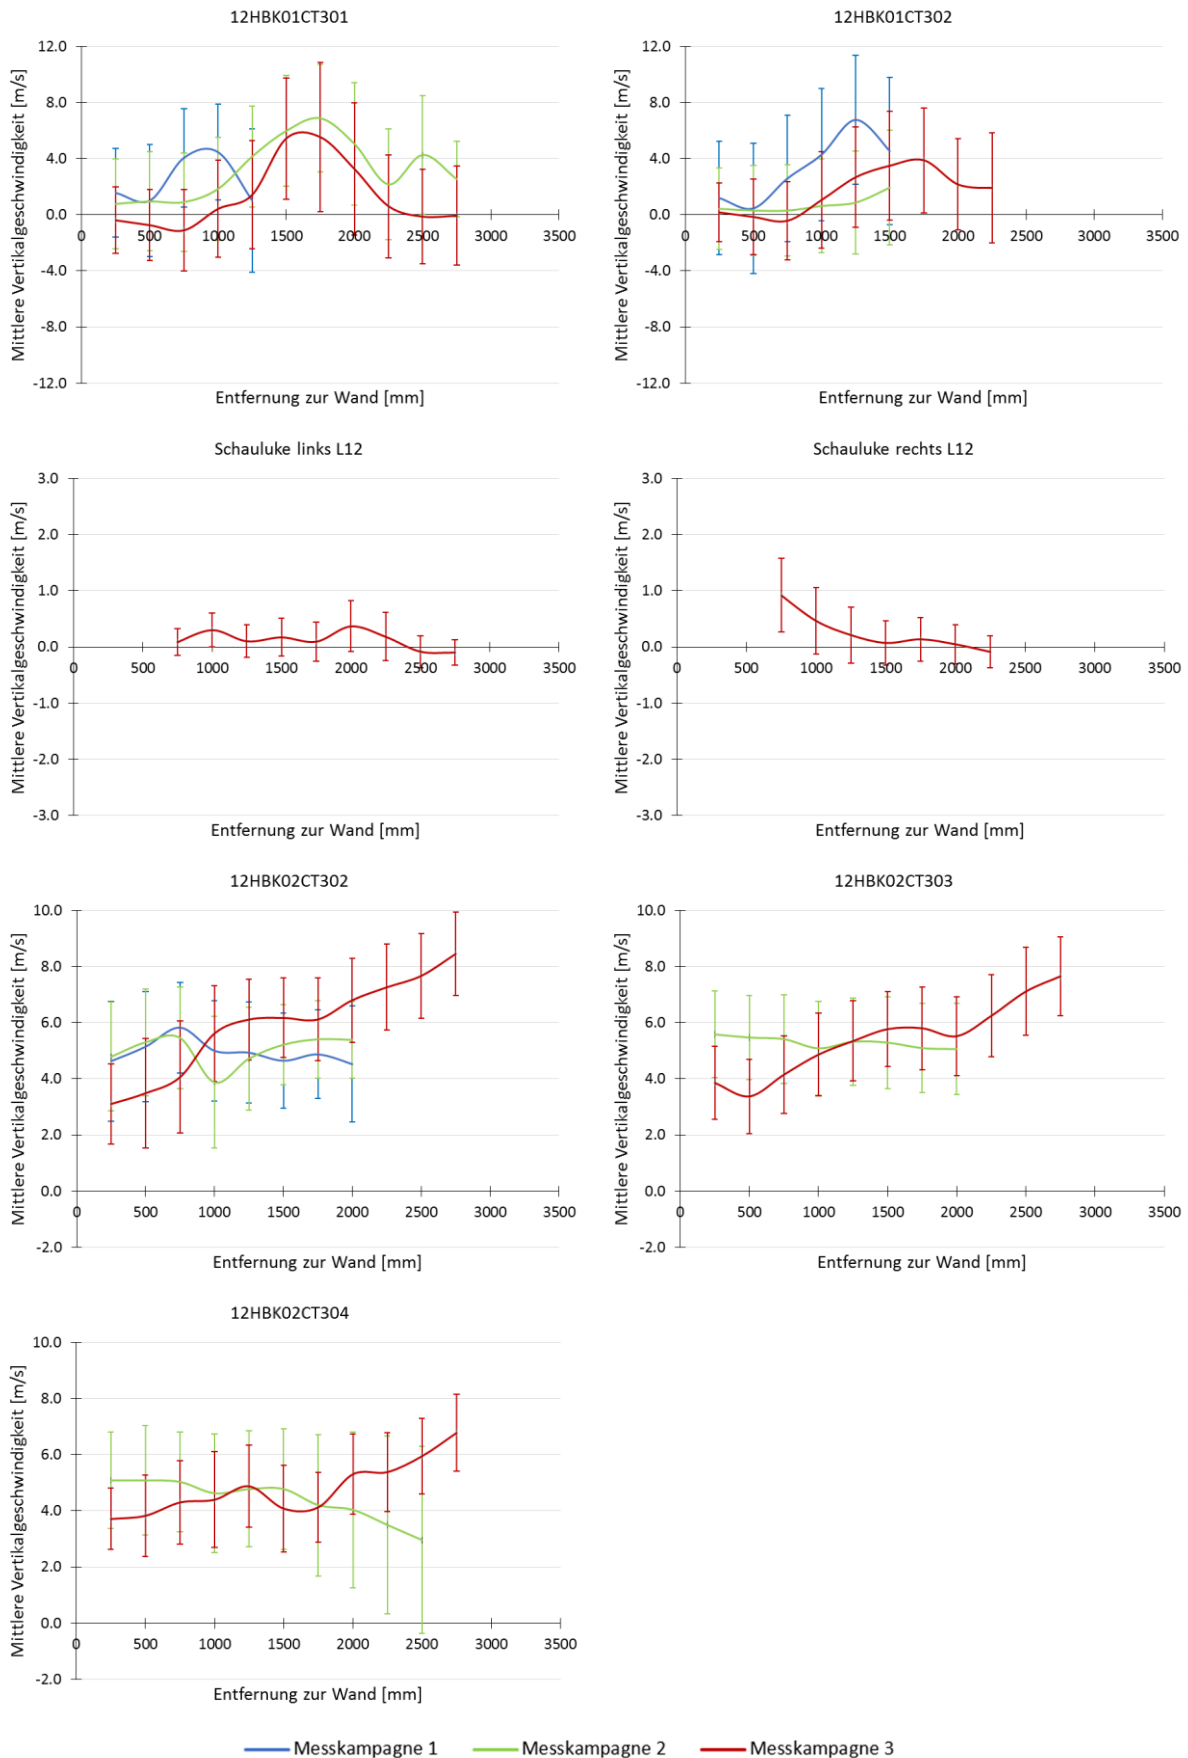 12HBK01CT301
Mittlere Vertikalgeschwindigkeit [m/s]
12.0
8.0
4.0
0.0
-4.0
-8.0
-12.0
0 500 1000 1500 2000 2500 3000 3500
Entfernung zur Wand [mm]
12HBK01CT302
Mittlere Vertikalgeschwindigkeit [m/s]
12.0
8.0
4.0
0.0
-4.0
-8.0
-12.0
0 500 1000 1500 2000 2500 3000 3500
Entfernung zur Wand [mm]
Schauluke links L12
Mittlere Vertikalgeschwindigkeit [m/s]
3.0
2.0
1.0
0.0
-1.0
-2.0
-3.0
0 500 1000 1500 2000 2500 3000 3500
Entfernung zur Wand [mm]
Schauluke rechts L12
Mittlere Vertikalgeschwindigkeit [m/s]
3.0
2.0
1.0
0.0
-1.0
-2.0
-3.0
0 500 1000 1500 2000 2500 3000 3500
Entfernung zur Wand [mm]
12HBK02CT302
Mittlere Vertikalgeschwindigkeit [m/s]
10.0
8.0
6.0
4.0
2.0
0.0
-2.0
0 500 1000 1500 2000 2500 3000 3500
Entfernung zur Wand [mm]
12HBK02CT303
Mittlere Vertikalgeschwindigkeit [m/s]
10.0
8.0
6.0
4.0
2.0
0.0
-2.0
0 500 1000 1500 2000 2500 3000 3500
Entfernung zur Wand [mm]
12HBK02CT304
Mittlere Vertikalgeschwindigkeit [m/s]
10.0
8.0
6.0
4.0
2.0
0.0
-2.0
0 500 1000 1500 2000 2500 3000 3500
Entfernung zur Wand [mm]
Messkampagne 1 Messkampagne 2 Messkampagne 3